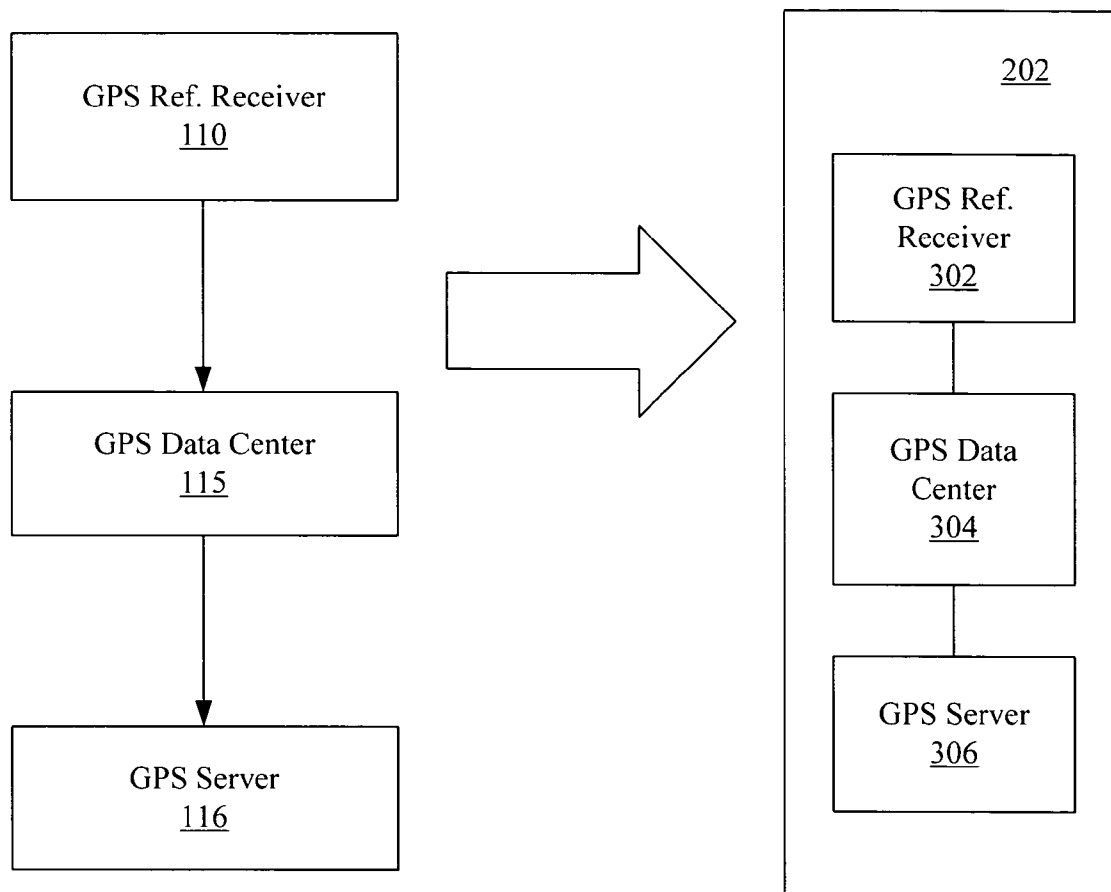 GPS Ref. Receiver
110
GPS Data Center
115
GPS Server
116
202
GPS Ref.
Receiver
302
GPS Data
Center
304
GPS Server
306